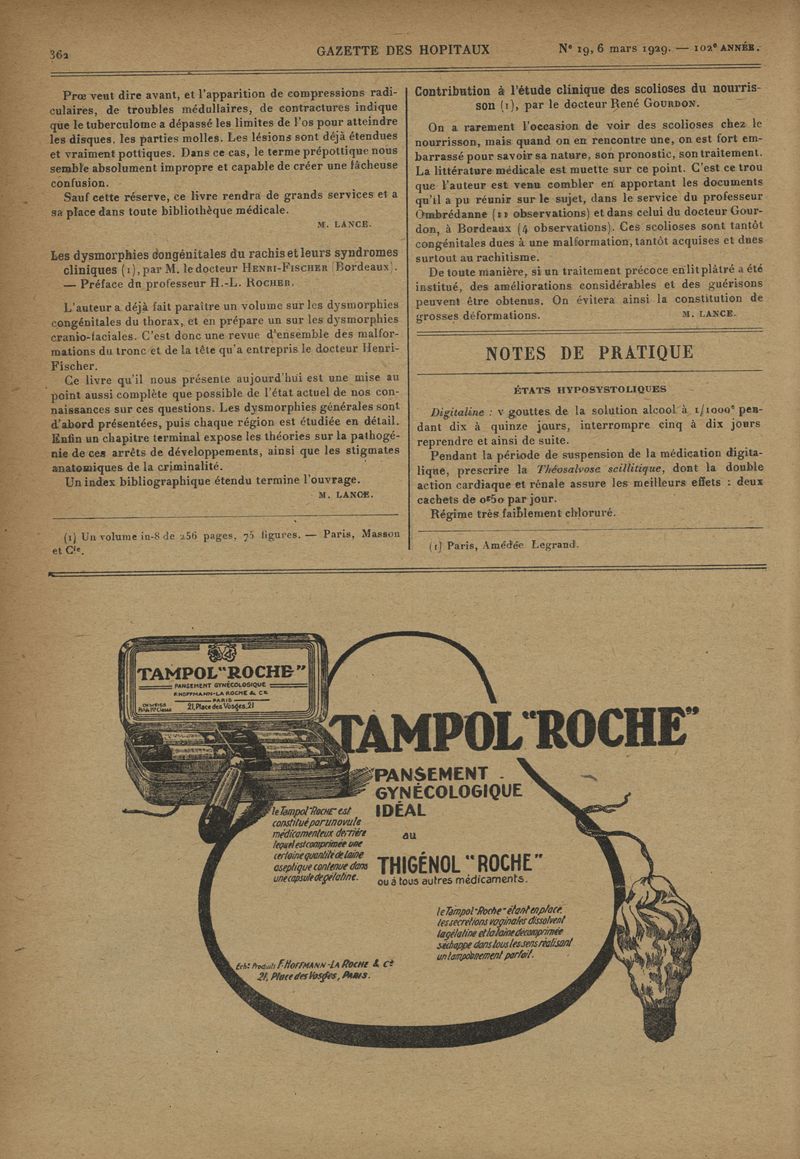 362
GAZETTE DES HOPITAUX
N° 19, 6 mars 1929. — 102e ANNÉE.
Præ veut dire avant, et l'apparition de compressions radi-
culaires, de troubles médullaires, de contractures indique
que le tuberculome a dépassé les limites de l'os pour atteindre
les disques, les parties molles. Les lésions sont déjà étendues
et vraiment pottiques. Dans ce cas, le terme prépottique nous
semble absolument impropre et capable de créer une fâcheuse
confusion.
Sauf cette réserve, ce livre rendra de grands services et a
sa place dans toute bibliothèque médicale.
M. LANCE.
Les dysmorphies congénitales du rachis et leurs syndromes
cliniques (1), par M. le docteur HENRI-FISCHER (Bordeaux).
— Préface du professeur H.-L. ROCHER.
L'auteur a déjà fait paraître un volume sur les dysmorphies
congénitales du thorax, et en prépare un sur les dysmorphies
cranio-faciales. C'est donc une revue d'ensemble des malfor-
mations du tronc et de la tête qu'a entrepris le docteur Henri-
Fischer.
Ce livre qu'il nous présente aujourd'hui est une mise au
point aussi complète que possible de l'état actuel de nos con-
naissances sur ces questions. Les dysmorphies générales sont
d'abord présentées, puis chaque région est étudiée en détail.
Enfin un chapitre terminal expose les théories sur la pathogé-
nie de ces arrêts de développements, ainsi que les stigmates
anatomiques de la criminalité.
Un index bibliographique étendu termine l'ouvrage.
M. LANCE.
(1) Un volume in-8 de 256 pages, 75 figures. — Paris, Masson
et Cie.
Contribution à l'étude clinique des scolioses du nourris-
son (1), par le docteur René GOURDON.
On a rarement l'occasion de voir des scolioses chez le
nourrisson, mais quand on en rencontre une, on est fort em-
barrassé pour savoir sa nature, son pronostic, son traitement.
La littérature médicale est muette sur ce point. C'est ce trou
que l'auteur est venu combler en apportant les documents
qu'il a pu réunir sur le sujet, dans le service du professeur
Ombrédanne (11 observations) et dans celui du docteur Gour-
don, à Bordeaux (4 observations). Ces scolioses sont tantôt
congénitales dues à une malformation, tantôt acquises et dues
surtout au rachitisme.
De toute manière, si un traitement précoce en lit plâtré a été
institué, des améliorations considérables et des guérisons
peuvent être obtenus. On évitera ainsi la constitution de
grosses déformations.
M. LANCE.
NOTES DE PRATIQUE
ÉTATS HYPOSYSTOLIQUES
Digitaline : V gouttes de la solution alcool à 1/1000e pen-
dant dix à quinze jours, interrompre cinq à dix jours
reprendre et ainsi de suite.
Pendant la période de suspension de la médication digita-
lique, prescrire la Théosalvose scillitique, dont la double
action cardiaque et rénale assure les meilleurs effets : deux
cachets de 0g50 par jour.
Régime très faiblement chloruré.
(1) Paris, Amédée Legrand.
TAMPOL "ROCHE"
PANSEMENT GYNÉCOLOGIQUE
F. HOFFMANN-LA ROCHE & Cie
PARIS
21, Place des Vosges, 21
TAMPOL "ROCHE"
PANSEMENT
GYNÉCOLOGIQUE
IDÉAL
au
THIGÉNOL "ROCHE"
ou à tous autres médicaments.
le Tampol "ROCHE" est
constitué par un ovule
médicamenteux derrière
lequel est comprimée une
certaine quantité de laine
aseptique contenue dans
une capsule de gélatine.
le Tampol "Roche" étant en place,
les sécrétions vaginales dissolvent
la gélatine et la laine décomprimée
s'échappe dans tous les sens réalisant
un tamponnement parfait.
Echt Produits F. HOFFMANN-LA ROCHE & Cie
21, Place des Vosges, PARIS.